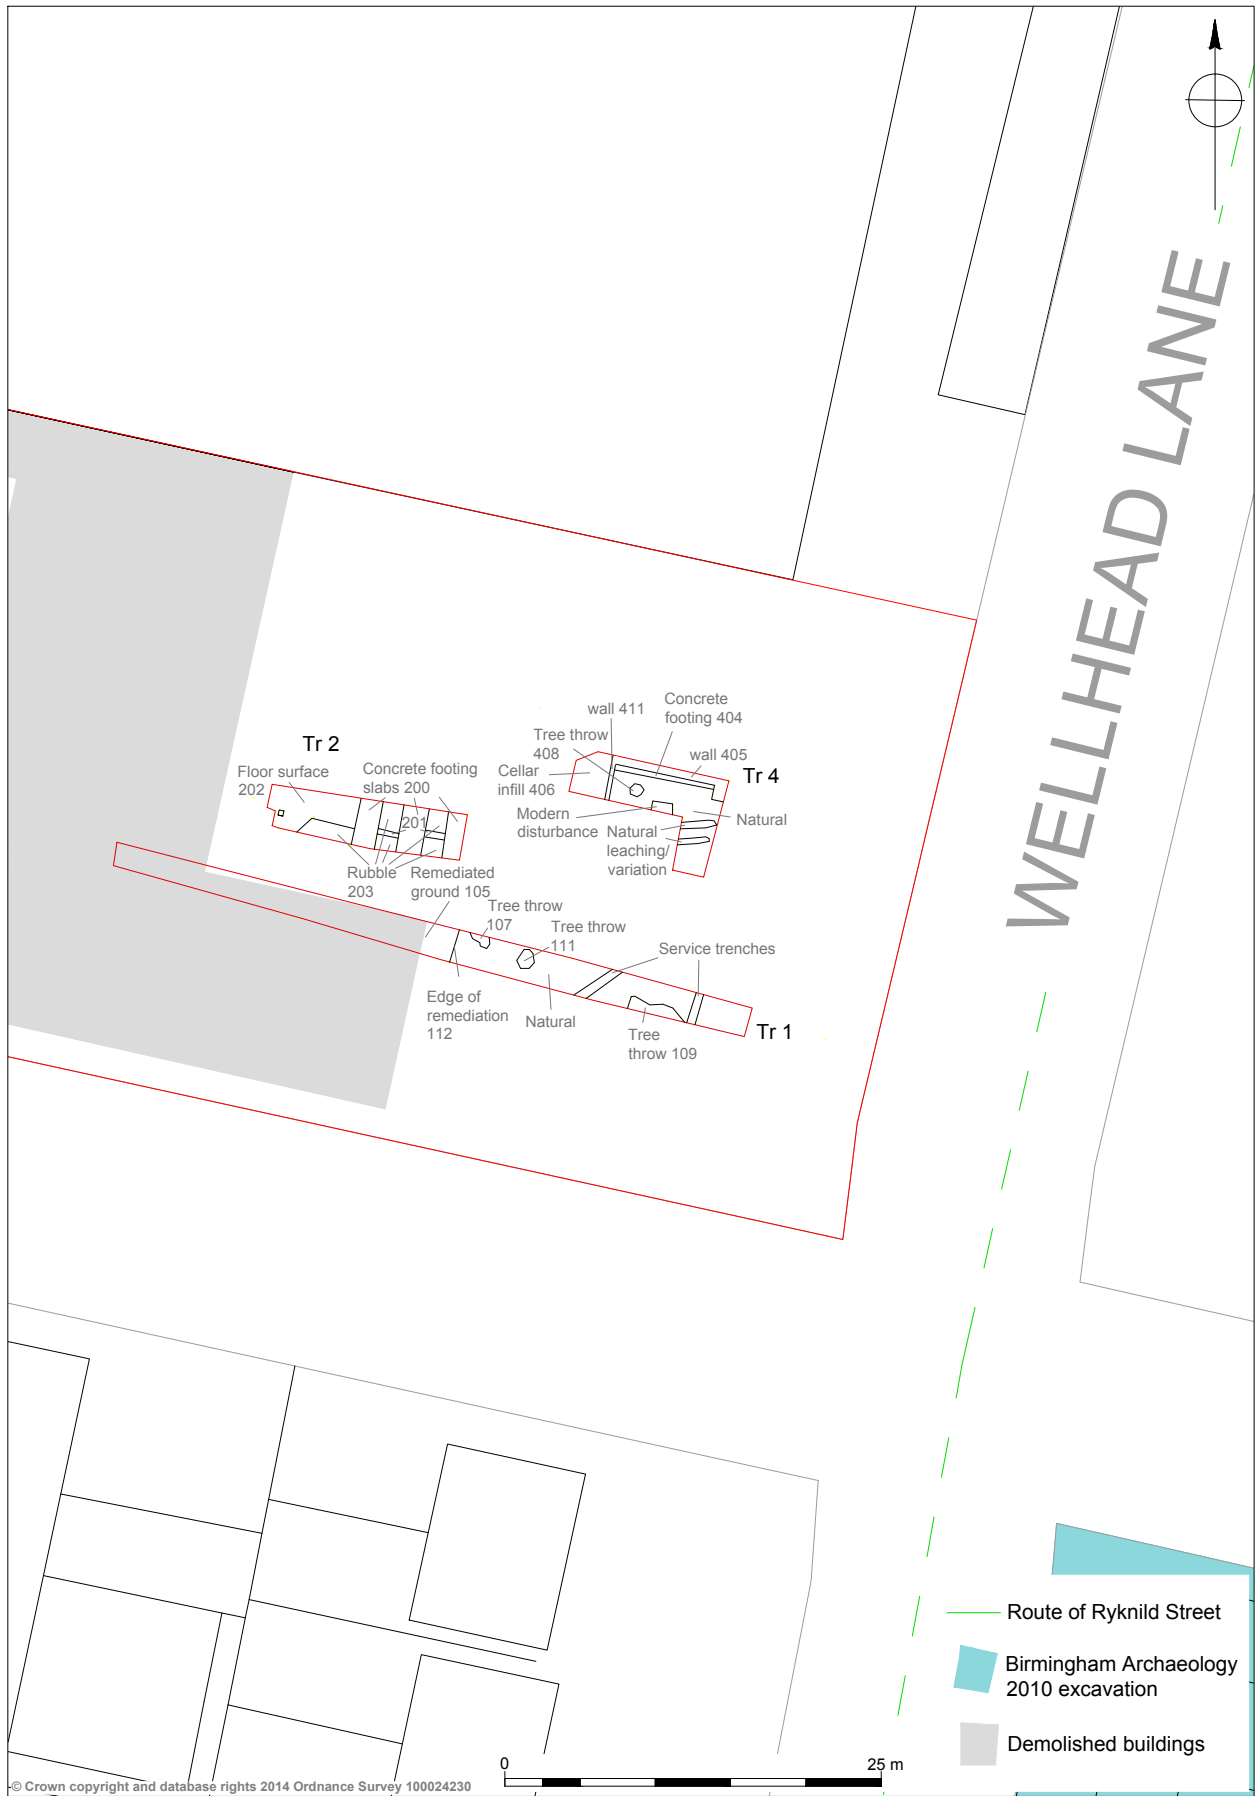 WELLHEAD LANE
wall 411
Concrete
footing 404
Tree throw
408
wall 405
Tr 2
Cellar
infill 406
Tr 4
Floor surface
202
Concrete footing
slabs 200
201
Modern
disturbance
Natural
Natural
leaching/
variation
Rubble
203
Remediated
ground 105
Tree throw
107
Tree throw
111
Service trenches
Edge of
remediation
112
Natural
Tree
throw 109
Tr 1
Route of Ryknild Street
Birmingham Archaeology
2010 excavation
Demolished buildings
0
25 m
© Crown copyright and database rights 2014 Ordnance Survey 100024230